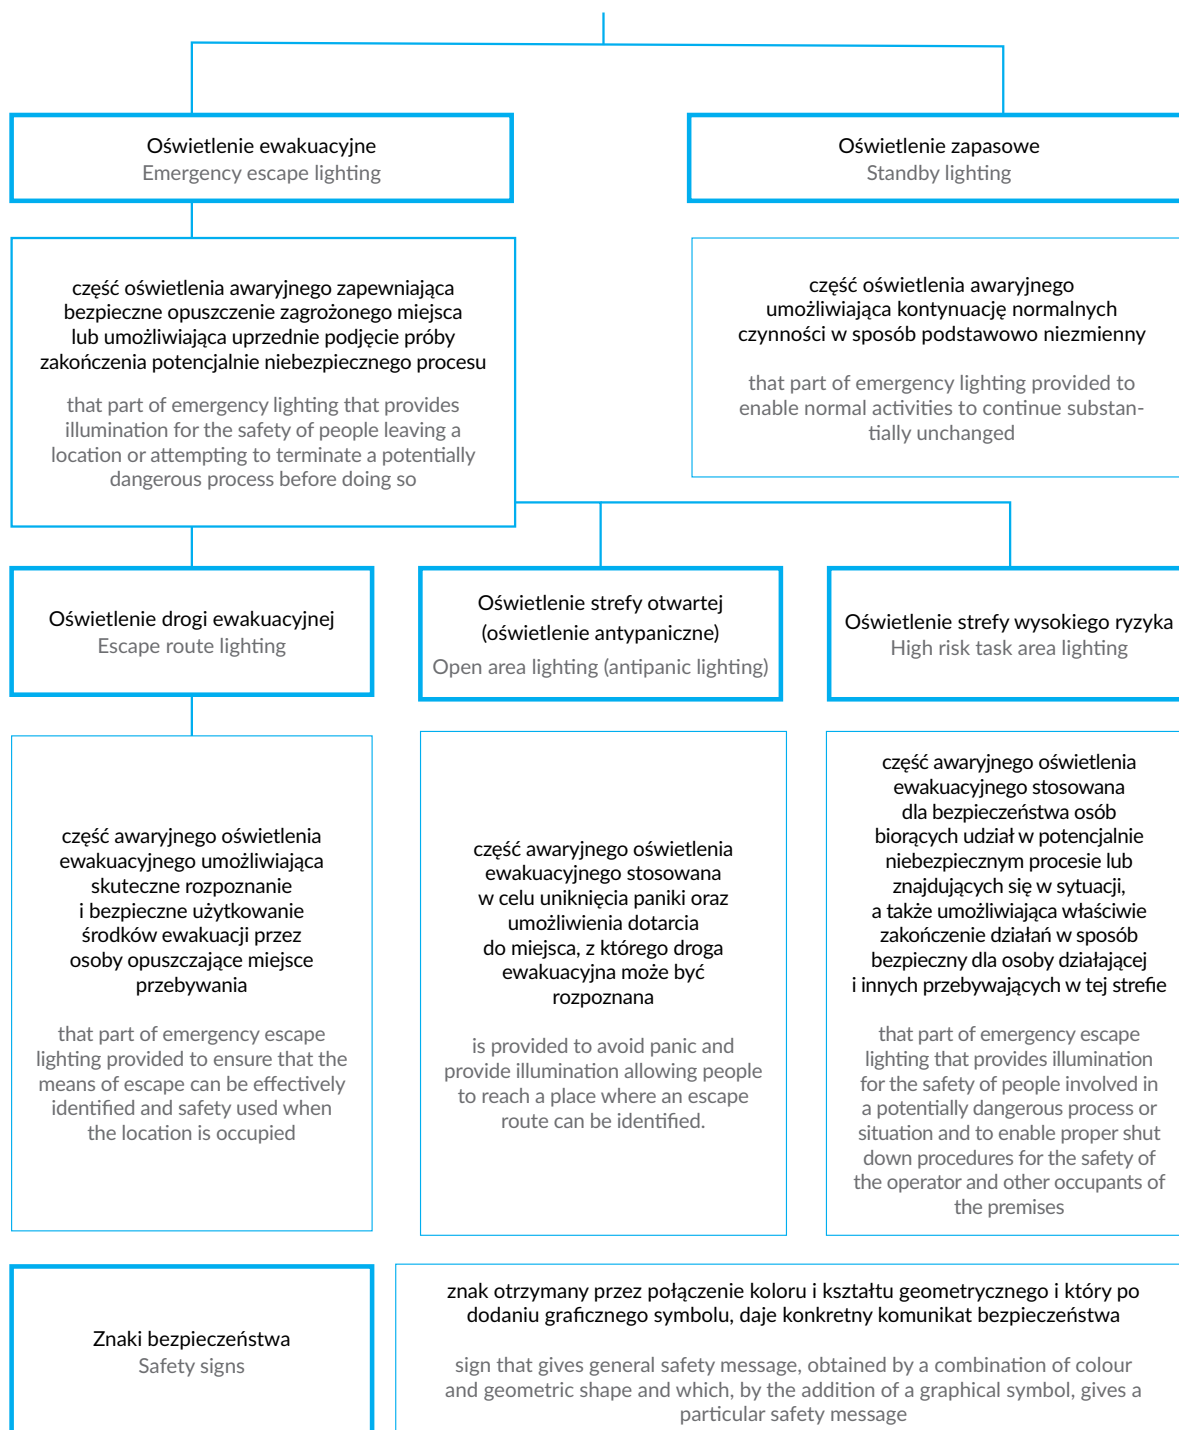 Oświetlenie ewakuacyjne
Emergency escape lighting
Oświetlenie zapasowe
Standby lighting
część oświetlenia awaryjnego zapewniająca
bezpieczne opuszczenie zagrożonego miejsca
lub umożliwiająca uprzednie podjęcie próby
zakończenia potencjalnie niebezpiecznego procesu
that part of emergency lighting that provides
illumination for the safety of people leaving a
location or attempting to terminate a potentially
dangerous process before doing so
część oświetlenia awaryjnego
umożliwiająca kontynuację normalnych
czynności w sposób podstawowo niezmienny
that part of emergency lighting provided to
enable normal activities to continue substan-
tially unchanged
Oświetlenie drogi ewakuacyjnej
Escape route lighting
Oświetlenie strefy otwartej
(oświetlenie antypaniczne)
Open area lighting (antipanic lighting)
Oświetlenie strefy wysokiego ryzyka
High risk task area lighting
część awaryjnego oświetlenia
ewakuacyjnego umożliwiająca
skuteczne rozpoznanie
i bezpieczne użytkowanie
środków ewakuacji przez
osoby opuszczające miejsce
przebywania
that part of emergency escape
lighting provided to ensure that the
means of escape can be effectively
identified and safety used when
the location is occupied
część awaryjnego oświetlenia
ewakuacyjnego stosowana
w celu uniknięcia paniki oraz
umożliwienia dotarcia
do miejsca, z którego droga
ewakuacyjna może być
rozpoznana
is provided to avoid panic and
provide illumination allowing people
to reach a place where an escape
route can be identified.
część awaryjnego oświetlenia
ewakuacyjnego stosowana
dla bezpieczeństwa osób
biorących udział w potencjalnie
niebezpiecznym procesie lub
znajdujących się w sytuacji,
a także umożliwiająca właściwie
zakończenie działań w sposób
bezpieczny dla osoby działającej
i innych przebywających w tej strefie
that part of emergency escape
lighting that provides illumination
for the safety of people involved in
a potentially dangerous process or
situation and to enable proper shut
down procedures for the safety of
the operator and other occupants of
the premises
Znaki bezpieczeństwa
Safety signs
znak otrzymany przez połączenie koloru i kształtu geometrycznego i który po
dodaniu graficznego symbolu, daje konkretny komunikat bezpieczeństwa
sign that gives general safety message, obtained by a combination of colour
and geometric shape and which, by the addition of a graphical symbol, gives a
particular safety message